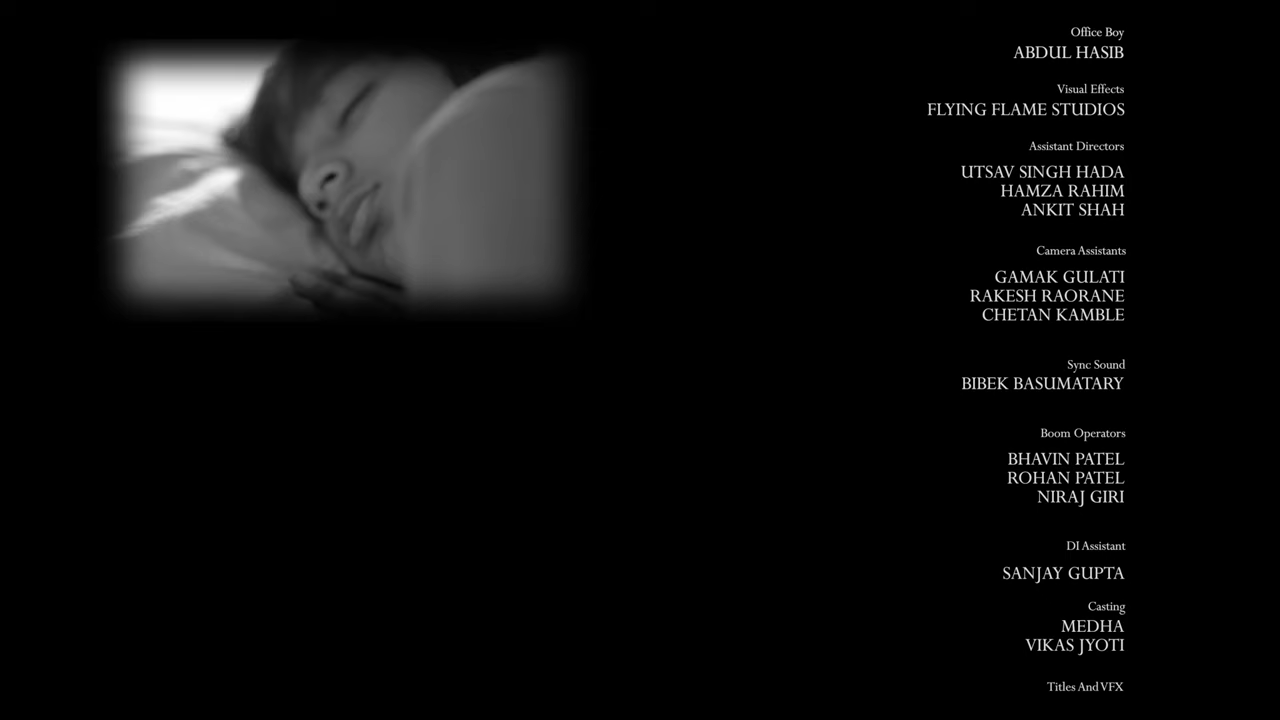 Office Boy
ABDUL HASIB
Visual Effects
FLYING FLAME STUDIOS
Assistant Directors
UTSAV SINGH HADA
HAMZA RAHIM
ANKIT SHAH
Camera Assistants
GAMAK GULATI
RAKESH RAORANE
CHETAN KAMBLE
Sync Sound
BIBEK BASUMATARY
Boom Operators
BHAVIN PATEL
ROHAN PATEL
NIRAJ GIRI
DI Assistant
SANJAY GUPTA
Casting
MEDHA
VIKAS JYOTI
Titles And VFX